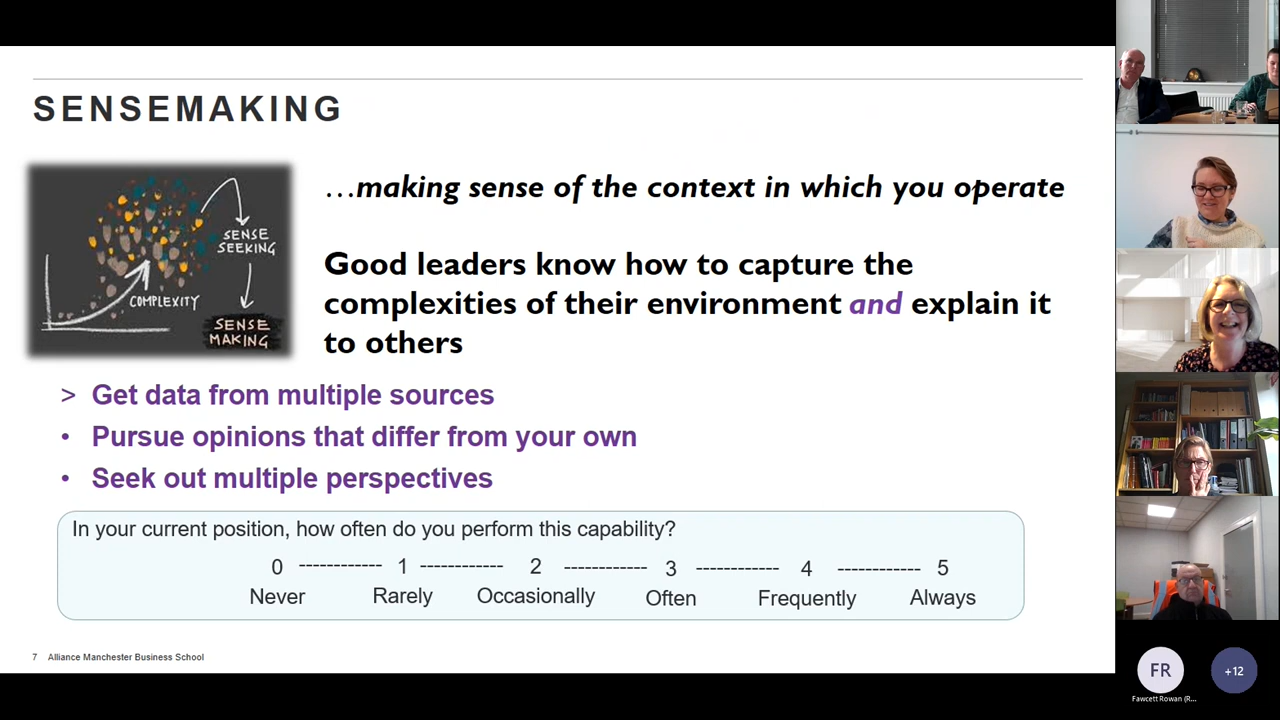 SENSEMAKING
SENSE
SEEKING
COMPLEXITY
SENSE
MAKING
...making sense of the context in which you operate
Good leaders know how to capture the
complexities of their environment and explain it
to others
> Get data from multiple sources
• Pursue opinions that differ from your own
• Seek out multiple perspectives
In your current position, how often do you perform this capability?
0 ------------ 1 ------------ 2 ------------ 3 ------------ 4 ------------ 5
Never Rarely Occasionally Often Frequently Always
7 Alliance Manchester Business School
FR
+12
Fawcett Rowan (R...